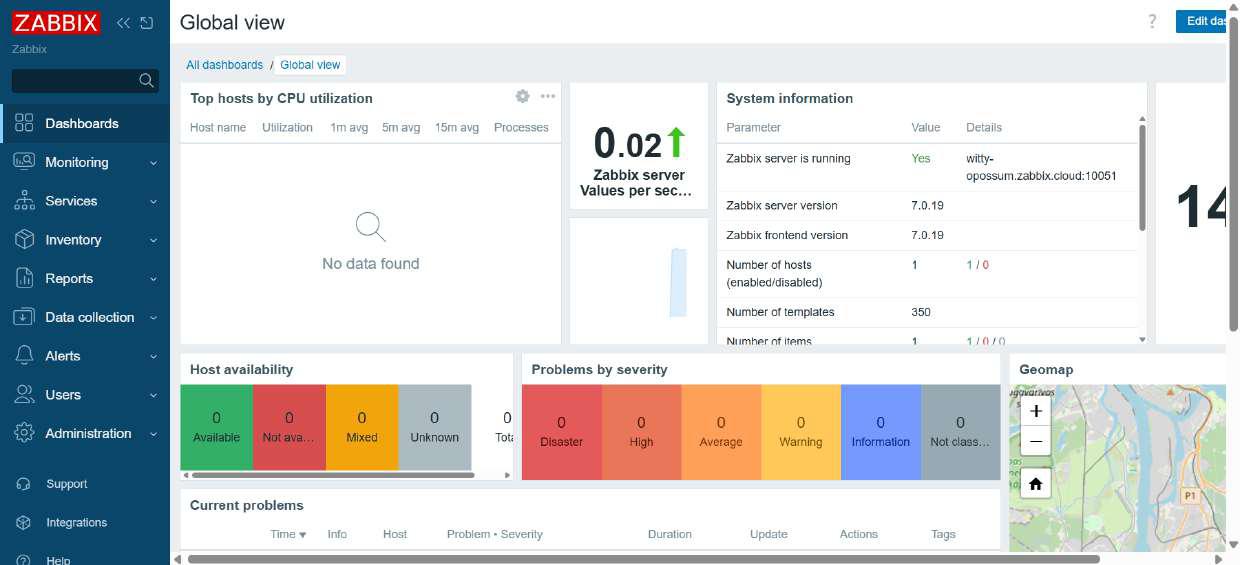 ZABBIX
Zabbix
Dashboards
Monitoring
Services
Inventory
Reports
Data collection
Alerts
Users
Administration
Support
Integrations
Help
Global view
?
Edit das
All dashboards / Global view
Top hosts by CPU utilization
Host name Utilization 1m avg 5m avg 15m avg Processes
No data found
0.02
Zabbix server
Values per sec...
System information
Parameter Value Details
Zabbix server is running Yes witty-
opossum.zabbix.cloud:10051
Zabbix server version 7.0.19
Zabbix frontend version 7.0.19
Number of hosts 1 1 / 0
(enabled/disabled)
Number of templates 350
Number of items 1 1 / 0 / 0
14
Host availability
0 0 0 0 0
Available Not ava... Mixed Unknown Tota
Problems by severity
0 0 0 0 0 0
Disaster High Average Warning Information Not class...
Geomap
+
−
P1
Current problems
Time Info Host Problem • Severity Duration Update Actions Tags